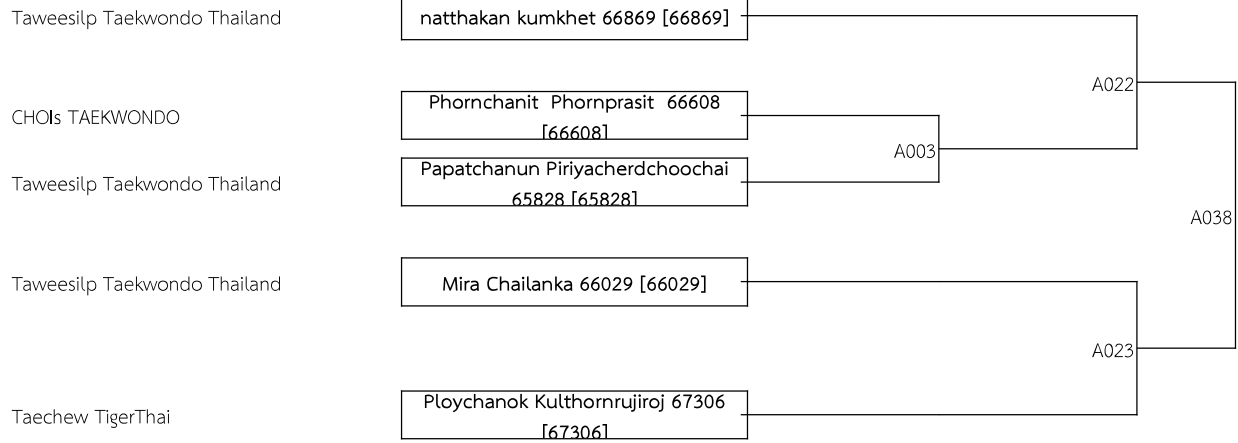 Taweesilp Taekwondo Thailand
natthakan kumkhet 66869 [66869]
A022
CHOIs TAEKWONDO
Phornchanit Phornprasit 66608
[66608]
A003
Taweesilp Taekwondo Thailand
Papatchanun Piriyacherdchoochai
65828 [65828]
A038
Taweesilp Taekwondo Thailand
Mira Chailanka 66029 [66029]
A023
Taechew TigerThai
Ploychanok Kulthornrujiroj 67306
[67306]